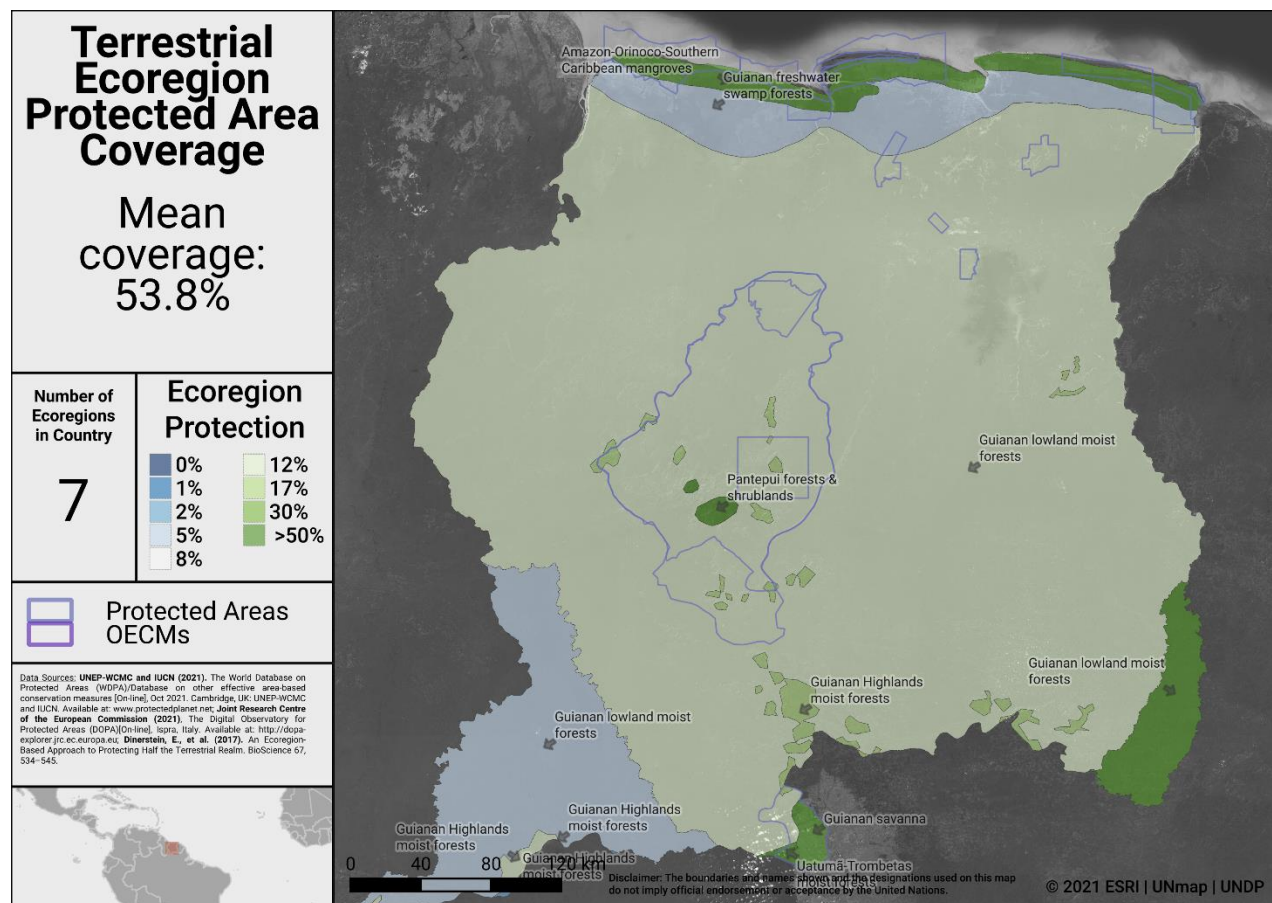 Terrestrial
Ecoregion
Protected Area
Coverage
Mean
coverage:
53.8%
Number of
Ecoregions
in Country
7
Ecoregion
Protection
0%
1%
2%
5%
8%
12%
17%
30%
>50%
Protected Areas
OECMs
Data Sources: UNEP-WCMC and IUCN (2021). The World Database on
Protected Areas (WDPA)/Database on other effective area-based
conservation measures [On-line], Oct 2021. Cambridge, UK: UNEP-WCMC
and IUCN. Available at: www.protectedplanet.net; Joint Research Centre
of the European Commission (2021), The Digital Observatory for
Protected Areas (DOPA)[On-line], Ispra, Italy. Available at: http://dopa-
explorer.jrc.ec.europa.eu; Dinerstein, E., et al. (2017). An Ecoregion-
Based Approach to Protecting Half the Terrestrial Realm. BioScience 67,
534–545.
Amazon-Orinoco-Southern
Caribbean mangroves
Guianan freshwater
swamp forests
Guianan lowland moist
forests
Pantepui forests &
shrublands
Guianan lowland moist
forests
Guianan Highlands
moist forests
Guianan lowland moist
forests
Guianan Highlands
moist forests
Guianan Highlands
moist forests
Guianan Highlands
moist forests
Guianan savanna
Uatumã-Trombetas
moist forests
0 40 80 120 km
Disclaimer: The boundaries and names shown and the designations used on this map
do not imply official endorsement or acceptance by the United Nations.
© 2021 ESRI | UNmap | UNDP